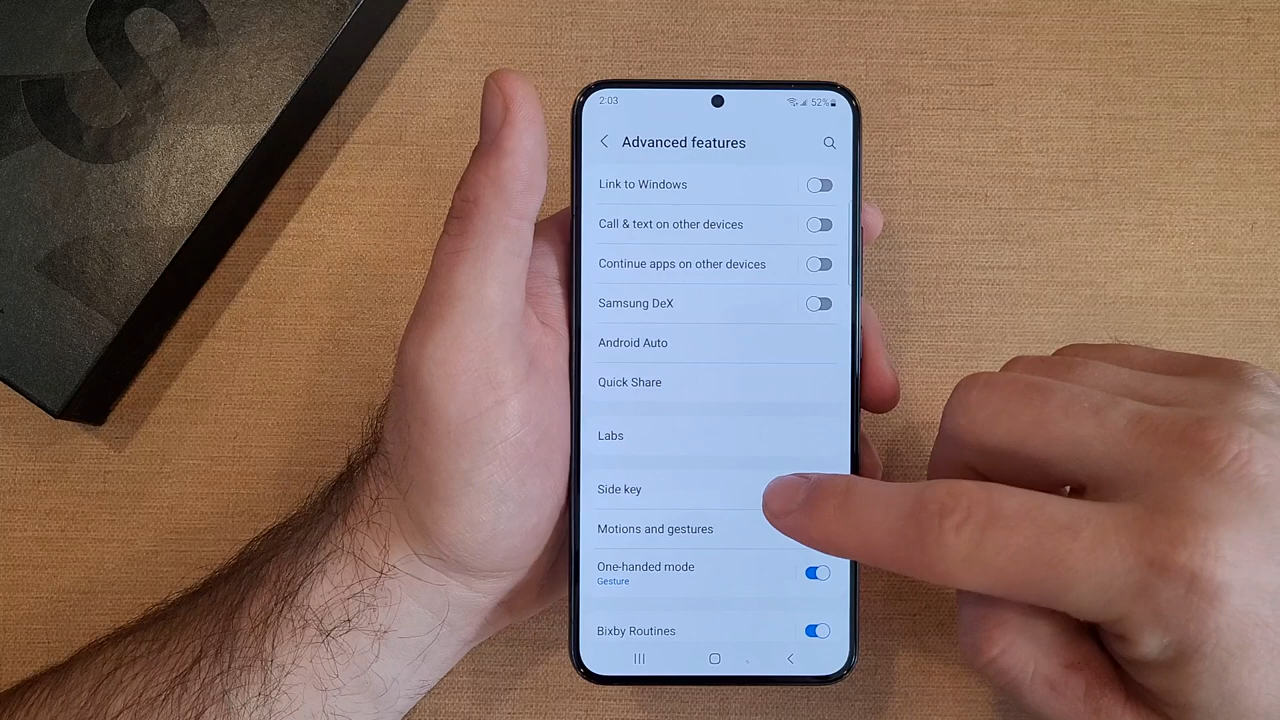 S
2:03
52%
Advanced features
Link to Windows
Call & text on other devices
Continue apps on other devices
Samsung DeX
Android Auto
Quick Share
Labs
Side key
Motions and gestures
One-handed mode
Gesture
Bixby Routines